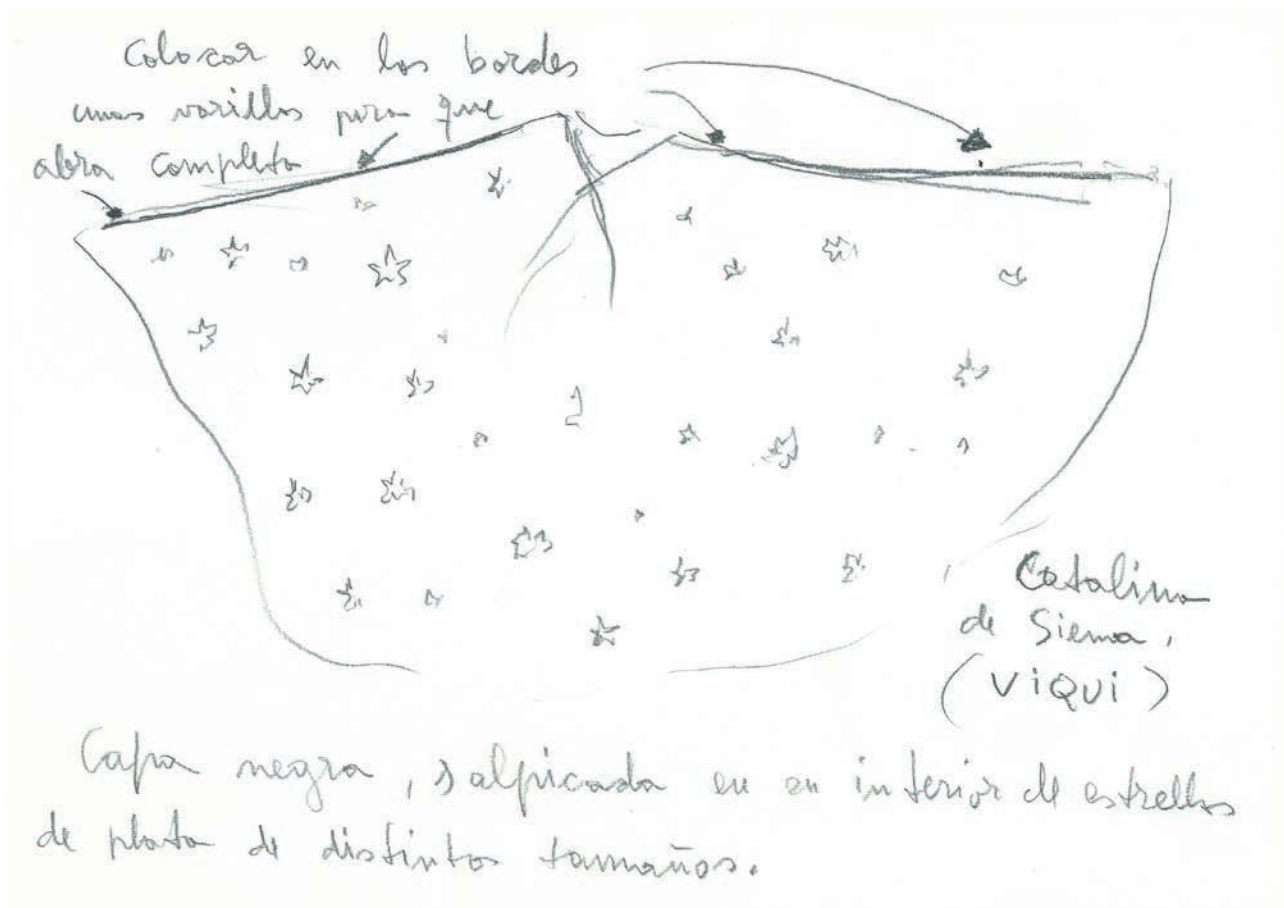 Colocar en los bordes
unas varillas para que
abra completa
Catalina
de Siena,
(VIQUI)
Capa negra, salpicada en su interior de estrellas
de plata de distintos tamaños.